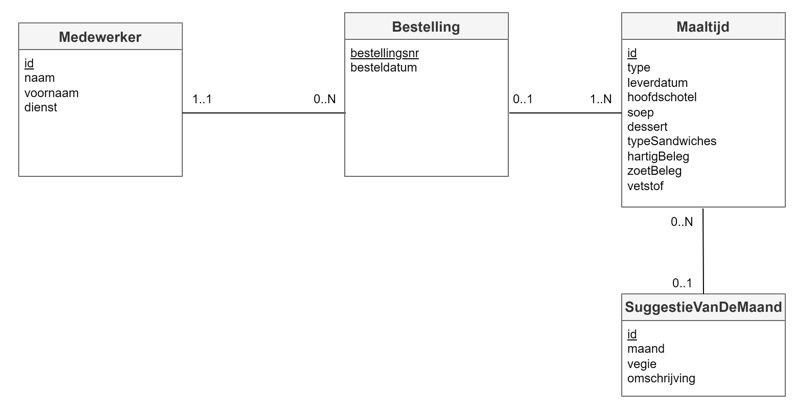 Medewerker
id
naam
voornaam
dienst
1..1
0..N
Bestelling
bestellingsnr
besteldatum
0..1
1..N
Maaltijd
id
type
leverdatum
hoofdschotel
soep
dessert
typeSandwiches
hartigBeleg
zoetBeleg
vetstof
0..N
0..1
SuggestieVanDeMaand
id
maand
vegie
omschrijving